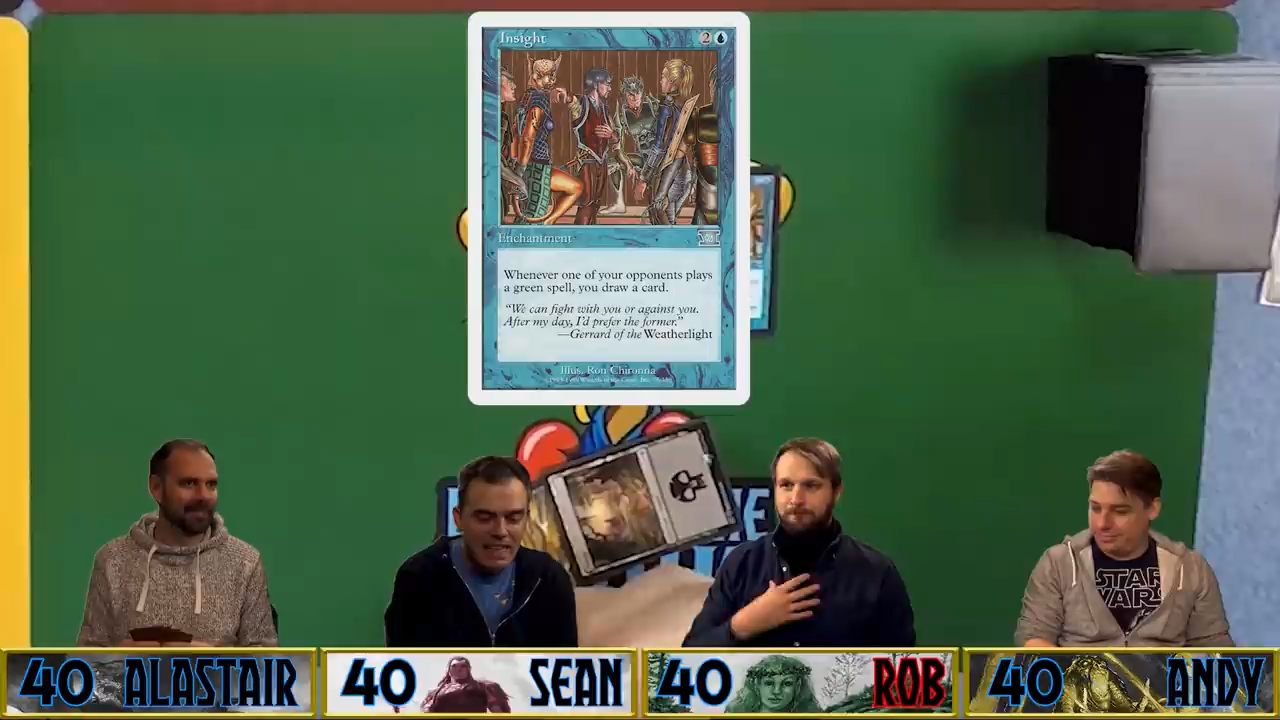 Insight 2
Enchantment
Whenever one of your opponents plays
a green spell, you draw a card.
“We can fight with you or against you.
After my day, I’d prefer the former.”
—Gerrard of the Weatherlight
Illus. Ron Chironna
STAR
WARS
40 ALASTAIR
40 SEAN
40 ROB
40 ANDY